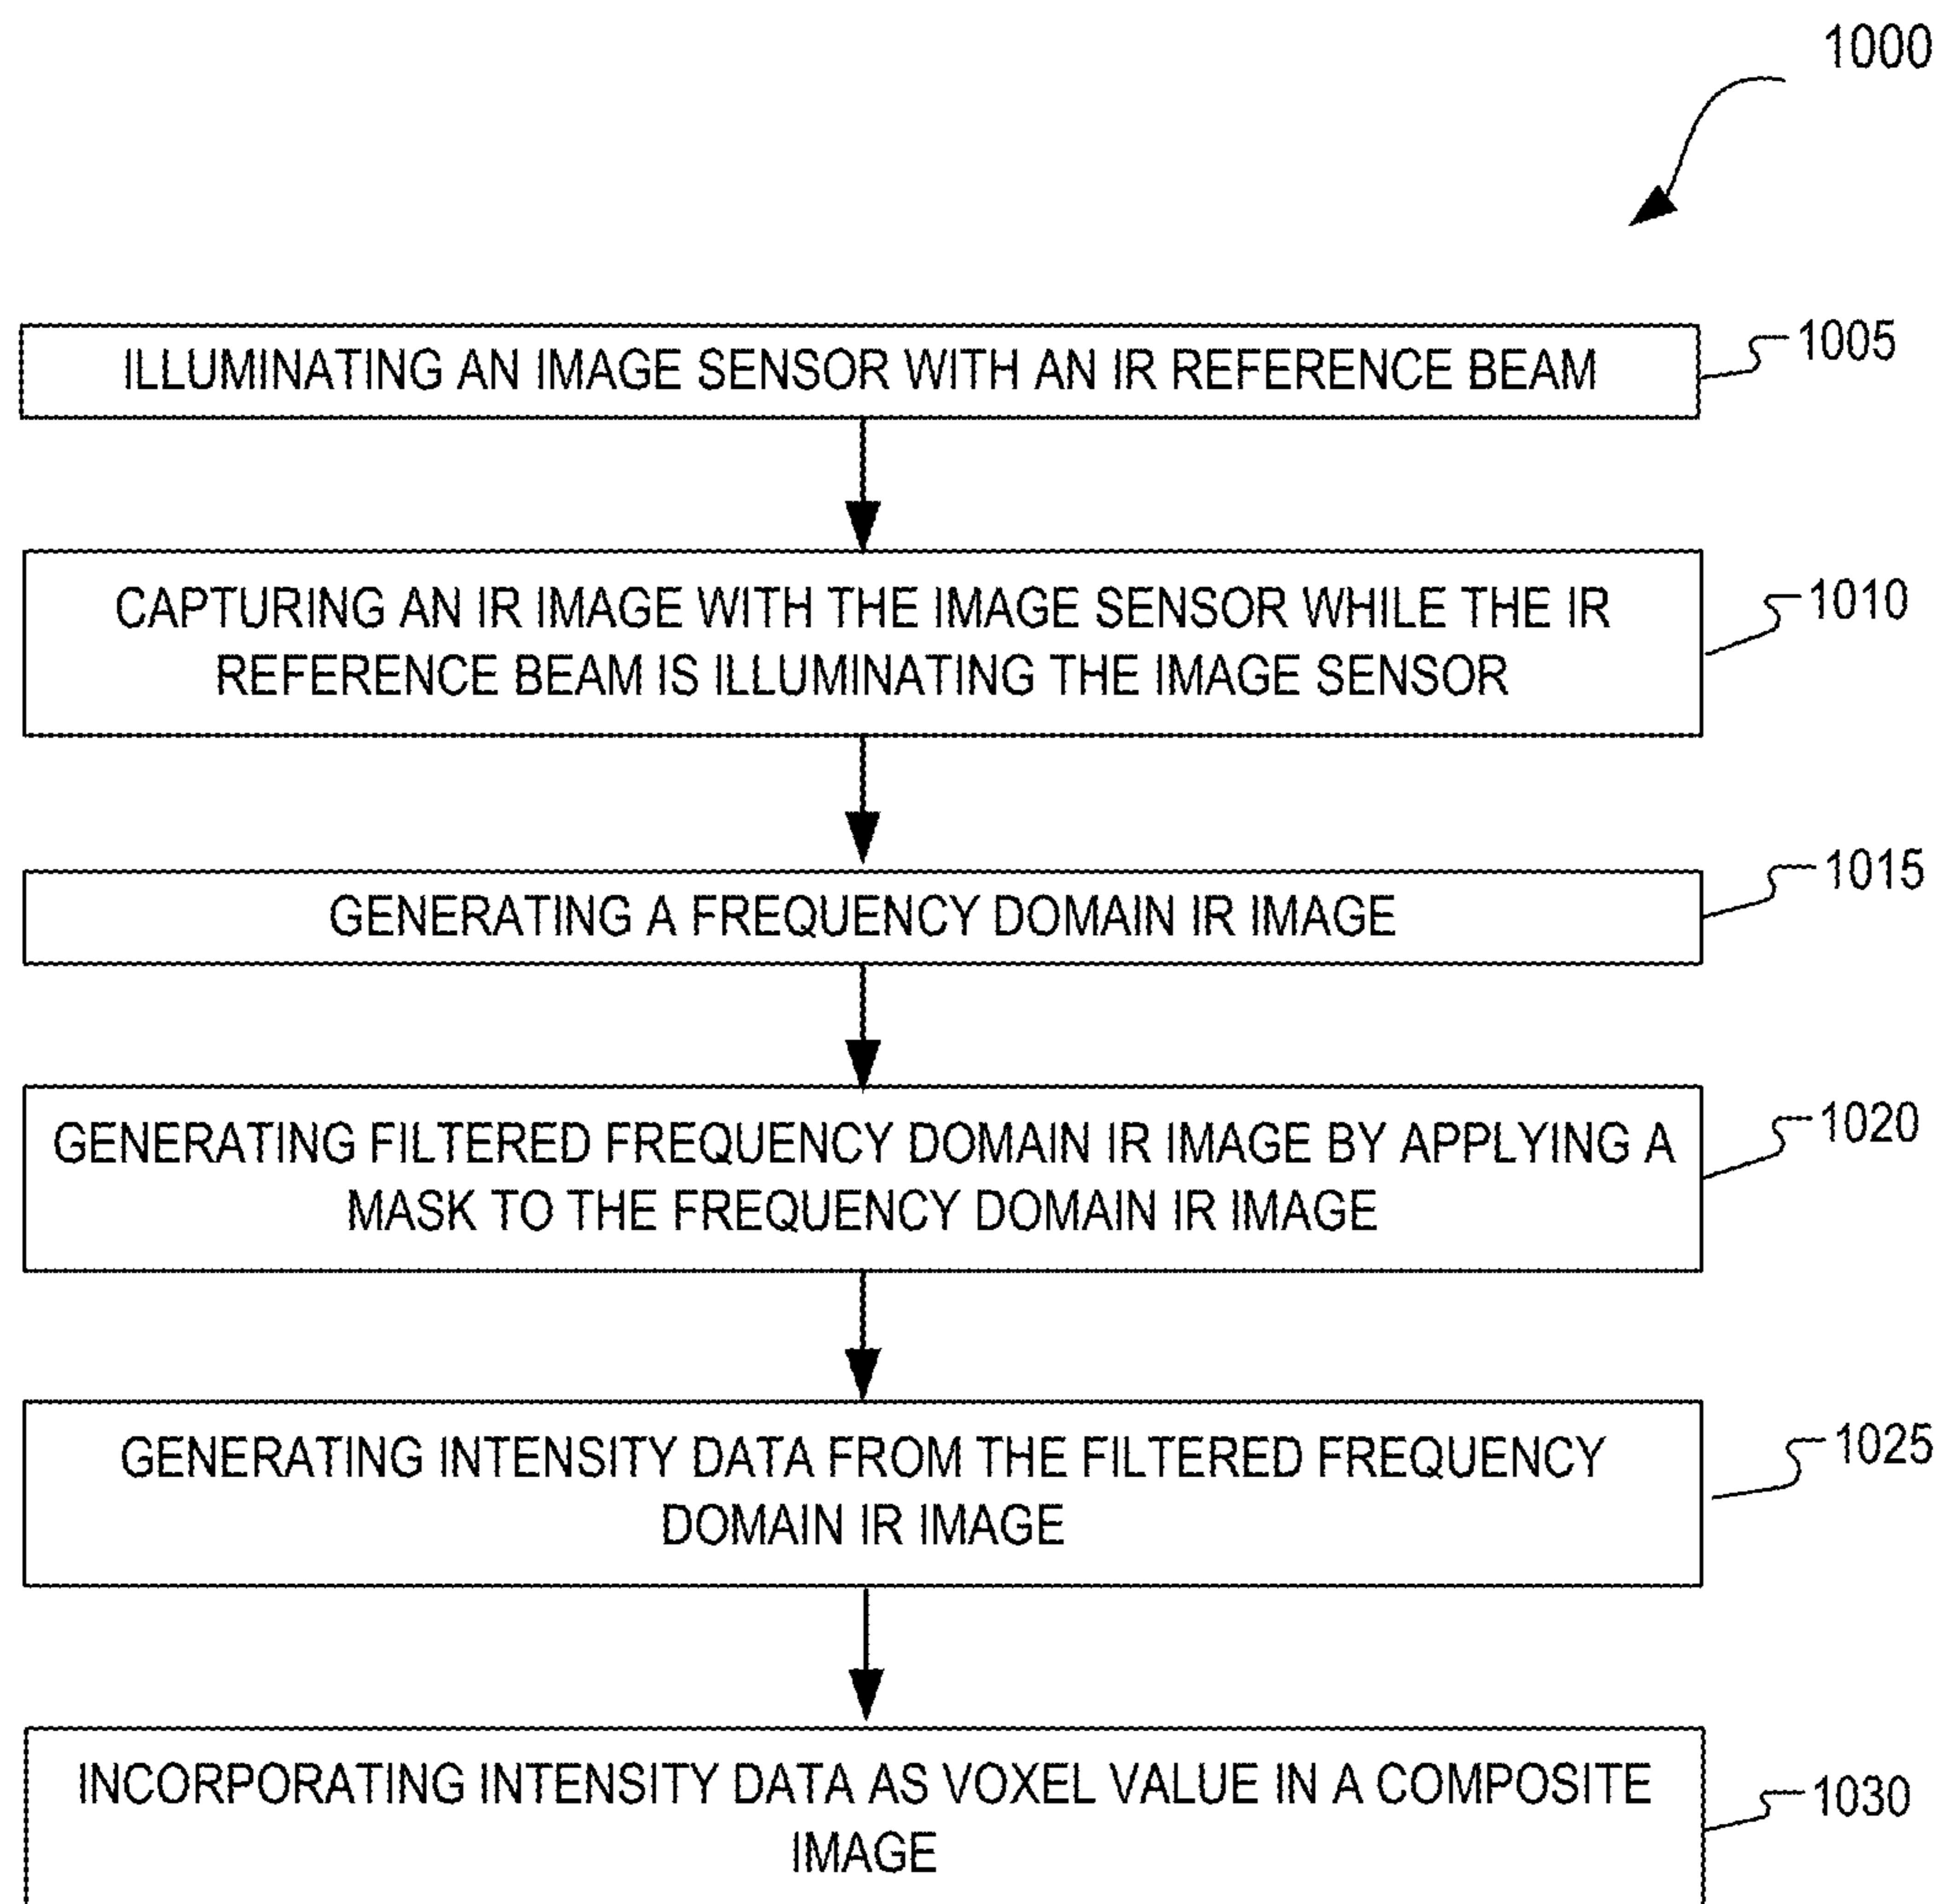 1000
ILLUMINATING AN IMAGE SENSOR WITH AN IR REFERENCE BEAM
1005
CAPTURING AN IR IMAGE WITH THE IMAGE SENSOR WHILE THE IR
REFERENCE BEAM IS ILLUMINATING THE IMAGE SENSOR
1010
GENERATING A FREQUENCY DOMAIN IR IMAGE
1015
GENERATING FILTERED FREQUENCY DOMAIN IR IMAGE BY APPLYING A
MASK TO THE FREQUENCY DOMAIN IR IMAGE
1020
GENERATING INTENSITY DATA FROM THE FILTERED FREQUENCY
DOMAIN IR IMAGE
1025
INCORPORATING INTENSITY DATA AS VOXEL VALUE IN A COMPOSITE
IMAGE
1030